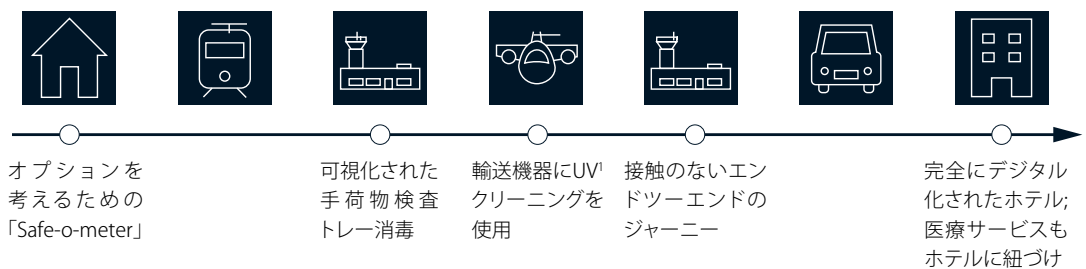 オプションを
考えるための
「Safe-o-meter」
可視化された
手荷物検査
トレー消毒
輸送機器にUV¹
クリーニングを
使用
接触のないエン
ドツーエンドの
ジャーニー
完全にデジタル
化されたホテル;
医療サービスも
ホテルに紐づけ